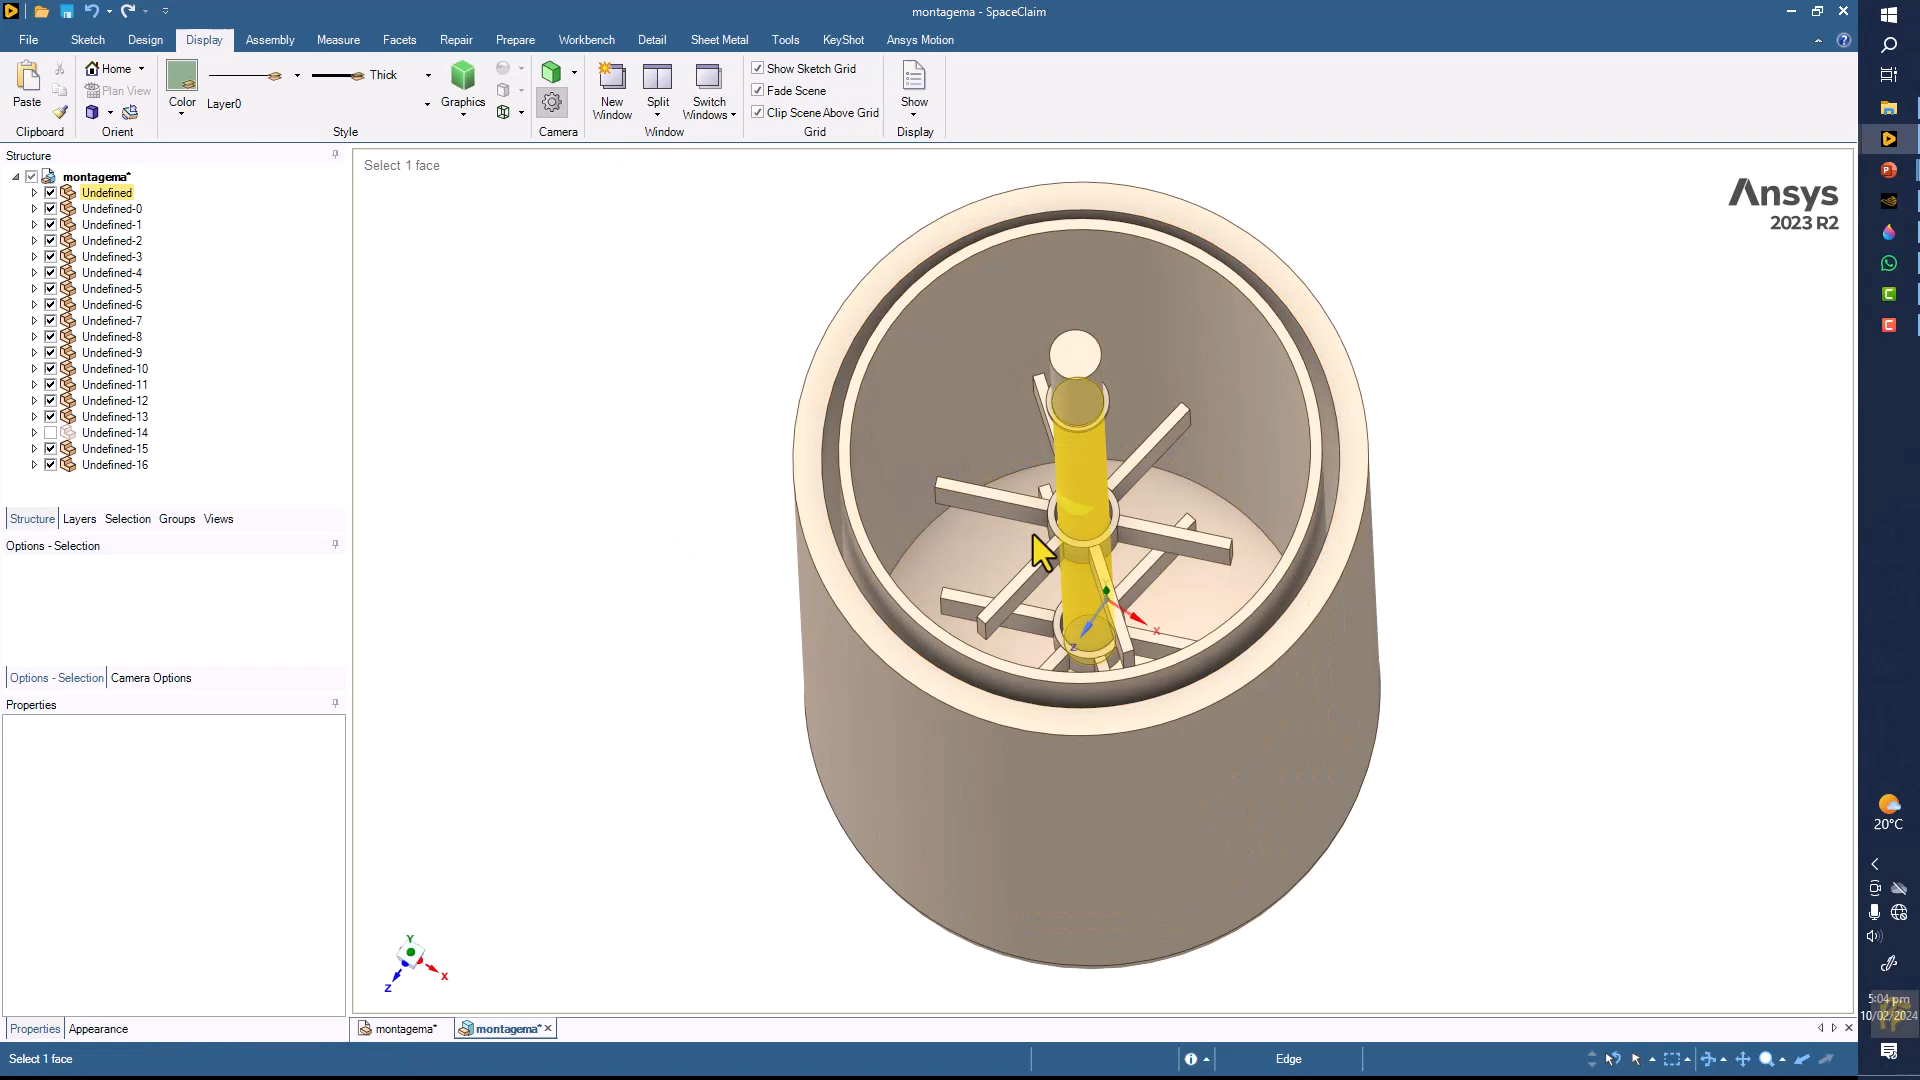 montagema - SpaceClaim
File Sketch Design Display Assembly Measure Facets Repair Prepare Workbench Detail Sheet Metal Tools KeyShot Ansys Motion
Paste
Clipboard
Home
Plan View
Orient
Color
Layer0
Thick
Style
Graphics
Camera
New Window
Split
Switch Windows
Window
Show Sketch Grid
Fade Scene
Clip Scene Above Grid
Grid
Show
Display
Structure
montagema*
Undefined
Undefined-0
Undefined-1
Undefined-2
Undefined-3
Undefined-4
Undefined-5
Undefined-6
Undefined-7
Undefined-8
Undefined-9
Undefined-10
Undefined-11
Undefined-12
Undefined-13
Undefined-14
Undefined-15
Undefined-16
Structure Layers Selection Groups Views
Options - Selection
Options - Selection Camera Options
Properties
Properties Appearance
Select 1 face
Ansys
2023 R2
X
Z
Y
X
Z
montagema* montagema*
Select 1 face
Edge
20°C
5:04 pm
10/02/2024